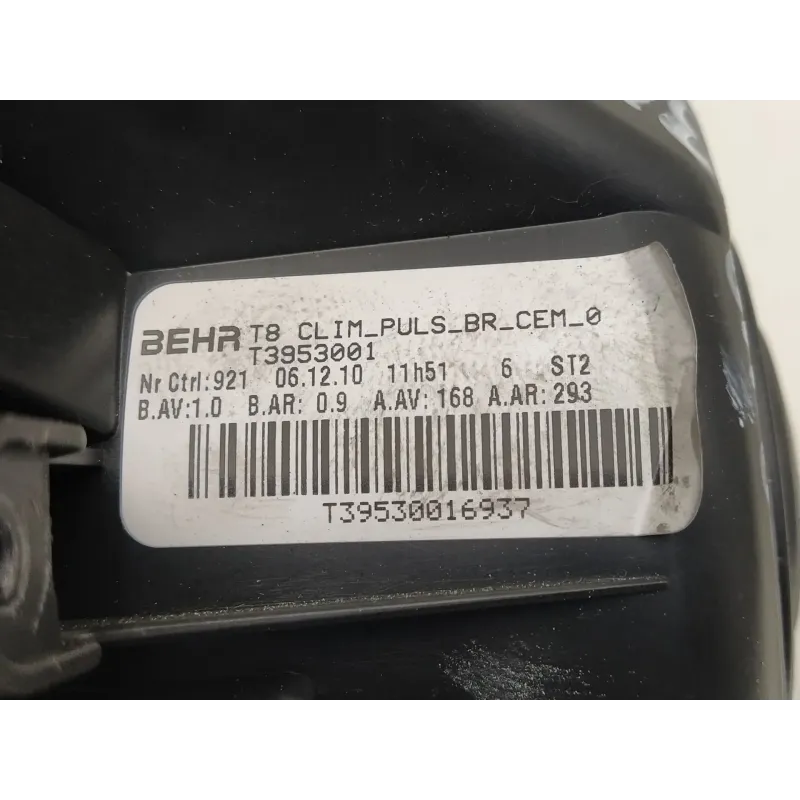 BEHR T8 CLIM_PULS_BR_CEM_0
T3953001
Nr Ctrl:921 06.12.10 11h51 6 ST2
B.AV:1.0 B.AR: 0.9 A.AV: 168 A.AR: 293
T39530016937